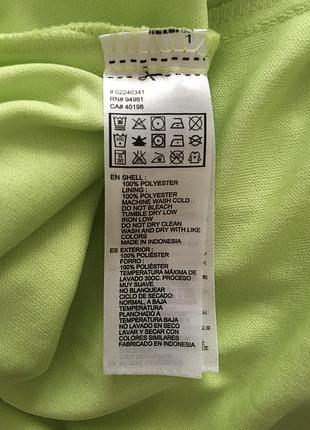 1
# 02246341
RN# 94981
CA# 40198
EN SHELL :
100% POLYESTER
LINING :
100% POLYESTER
MACHINE WASH COLD
DO NOT BLEACH
TUMBLE DRY LOW
IRON LOW
DO NOT DRY CLEAN
WASH AND DRY WITH LIKE
COLORS
MADE IN INDONESIA
ES EXTERIOR :
100% POLIÉSTER
FORRO :
100% POLIÉSTER
TEMPERATURA MÁXIMA DE
LAVADO 30OC. PROCESO
MUY SUAVE
NO BLANQUEAR
CICLO DE SECADO:
NORMAL, A BAJA
TEMPERATURA
PLANCHADO A
TEMPERATURA BAJA
NO LAVADO EN SECO
LAVAR Y SECAR CON
COLORES SIMILARES
FABRICADO EN INDONESIA